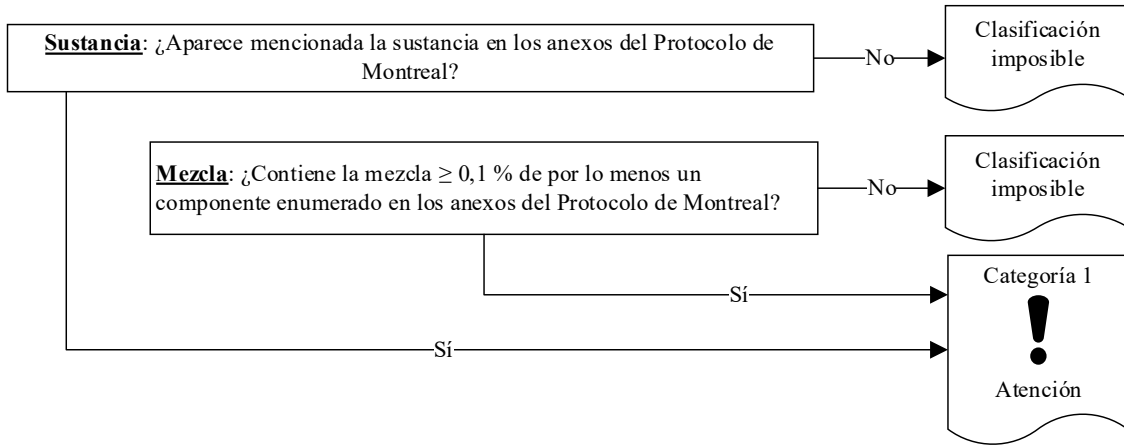 Sustancia: ¿Aparece mencionada la sustancia en los anexos del Protocolo de
Montreal?
No
Clasificación
imposible
Mezcla: ¿Contiene la mezcla ≥ 0,1 % de por lo menos un
componente enumerado en los anexos del Protocolo de Montreal?
No
Clasificación
imposible
Sí
Sí
Categoría 1
Atención